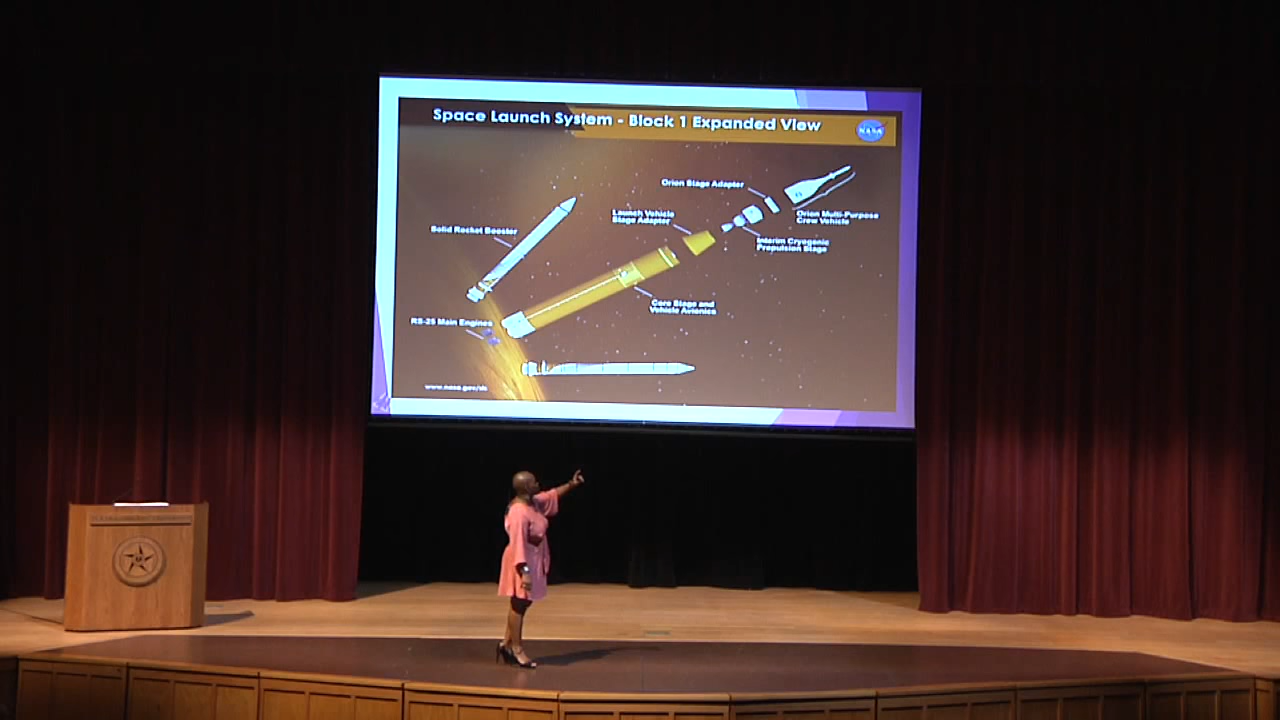 Space Launch System - Block 1 Expanded View
NASA
Orion Stage Adapter
Launch Vehicle
Stage Adapter
Orion Multi-Purpose
Crew Vehicle
Solid Rocket Booster
Interim Cryogenic
Propulsion Stage
Core Stage and
Vehicle Avionics
RS-25 Main Engines